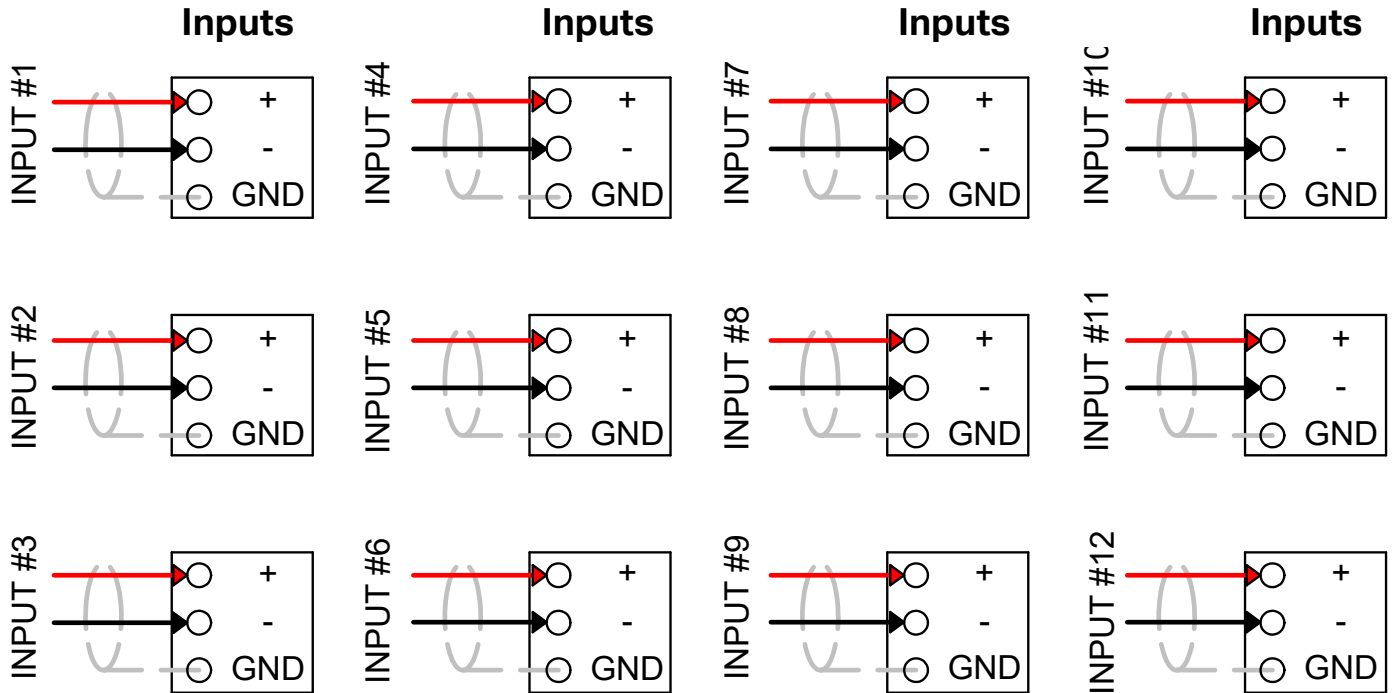 Inputs
INPUT #1
+
-
GND
INPUT #2
+
-
GND
INPUT #3
+
-
GND
Inputs
INPUT #4
+
-
GND
INPUT #5
+
-
GND
INPUT #6
+
-
GND
Inputs
INPUT #7
+
-
GND
INPUT #8
+
-
GND
INPUT #9
+
-
GND
Inputs
INPUT #10
+
-
GND
INPUT #11
+
-
GND
INPUT #12
+
-
GND